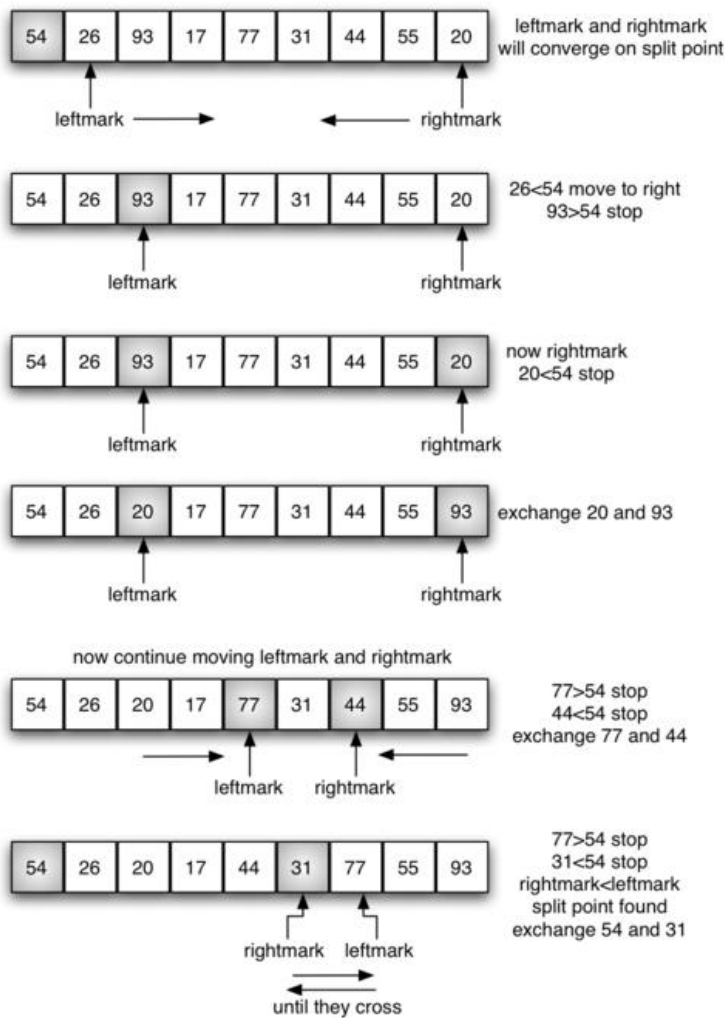 54 26 93 17 77 31 44 55 20
leftmark and rightmark
will converge on split point
leftmark
rightmark
54 26 93 17 77 31 44 55 20
26<54 move to right
93>54 stop
leftmark
rightmark
54 26 93 17 77 31 44 55 20
now rightmark
20<54 stop
leftmark
rightmark
54 26 20 17 77 31 44 55 93
exchange 20 and 93
leftmark
rightmark
now continue moving leftmark and rightmark
54 26 20 17 77 31 44 55 93
77>54 stop
44<54 stop
exchange 77 and 44
leftmark
rightmark
54 26 20 17 44 31 77 55 93
77>54 stop
31<54 stop
rightmark<leftmark
split point found
exchange 54 and 31
rightmark
leftmark
until they cross